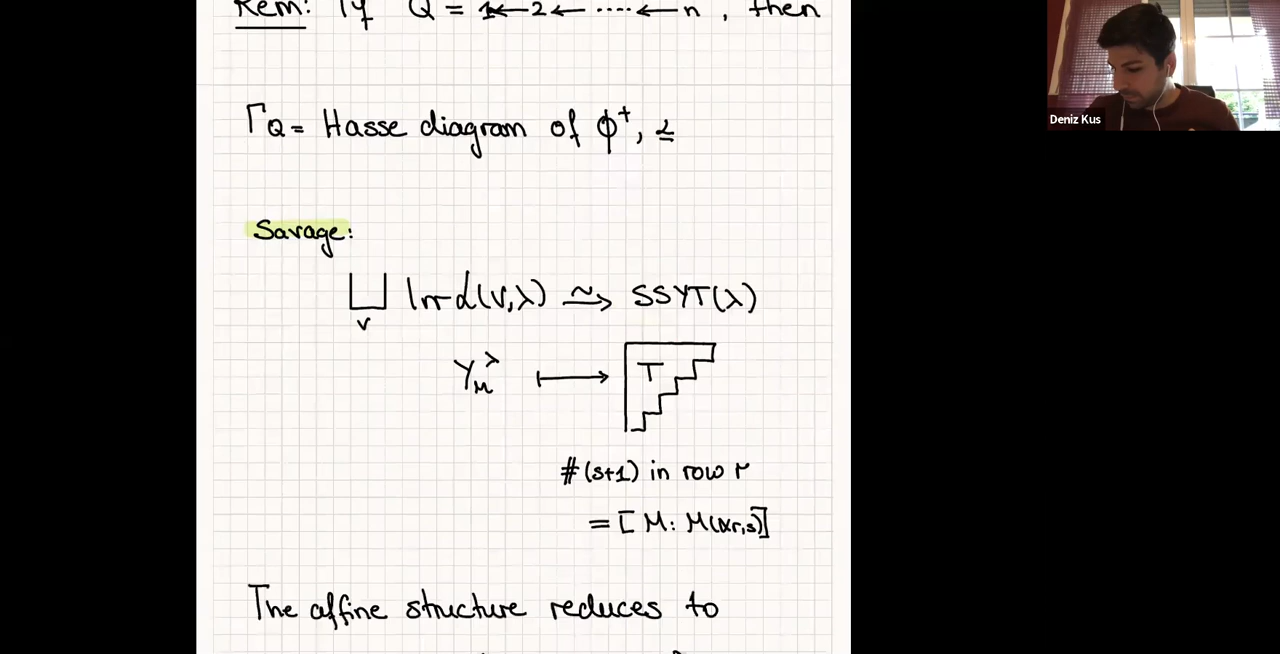 Rem: If Q = 1 ← 2 ← ···· ← n , then
Γ_Q = Hasse diagram of ϕ⁺, ≤
Savage:
⊔_v Irr ℒ(v,λ) ⥲ SSYT(λ)
Y_M^λ ⟼ T
#(s+1) in row r
= [M: M(α_{r,s})]
The affine structure reduces to
Deniz Kus